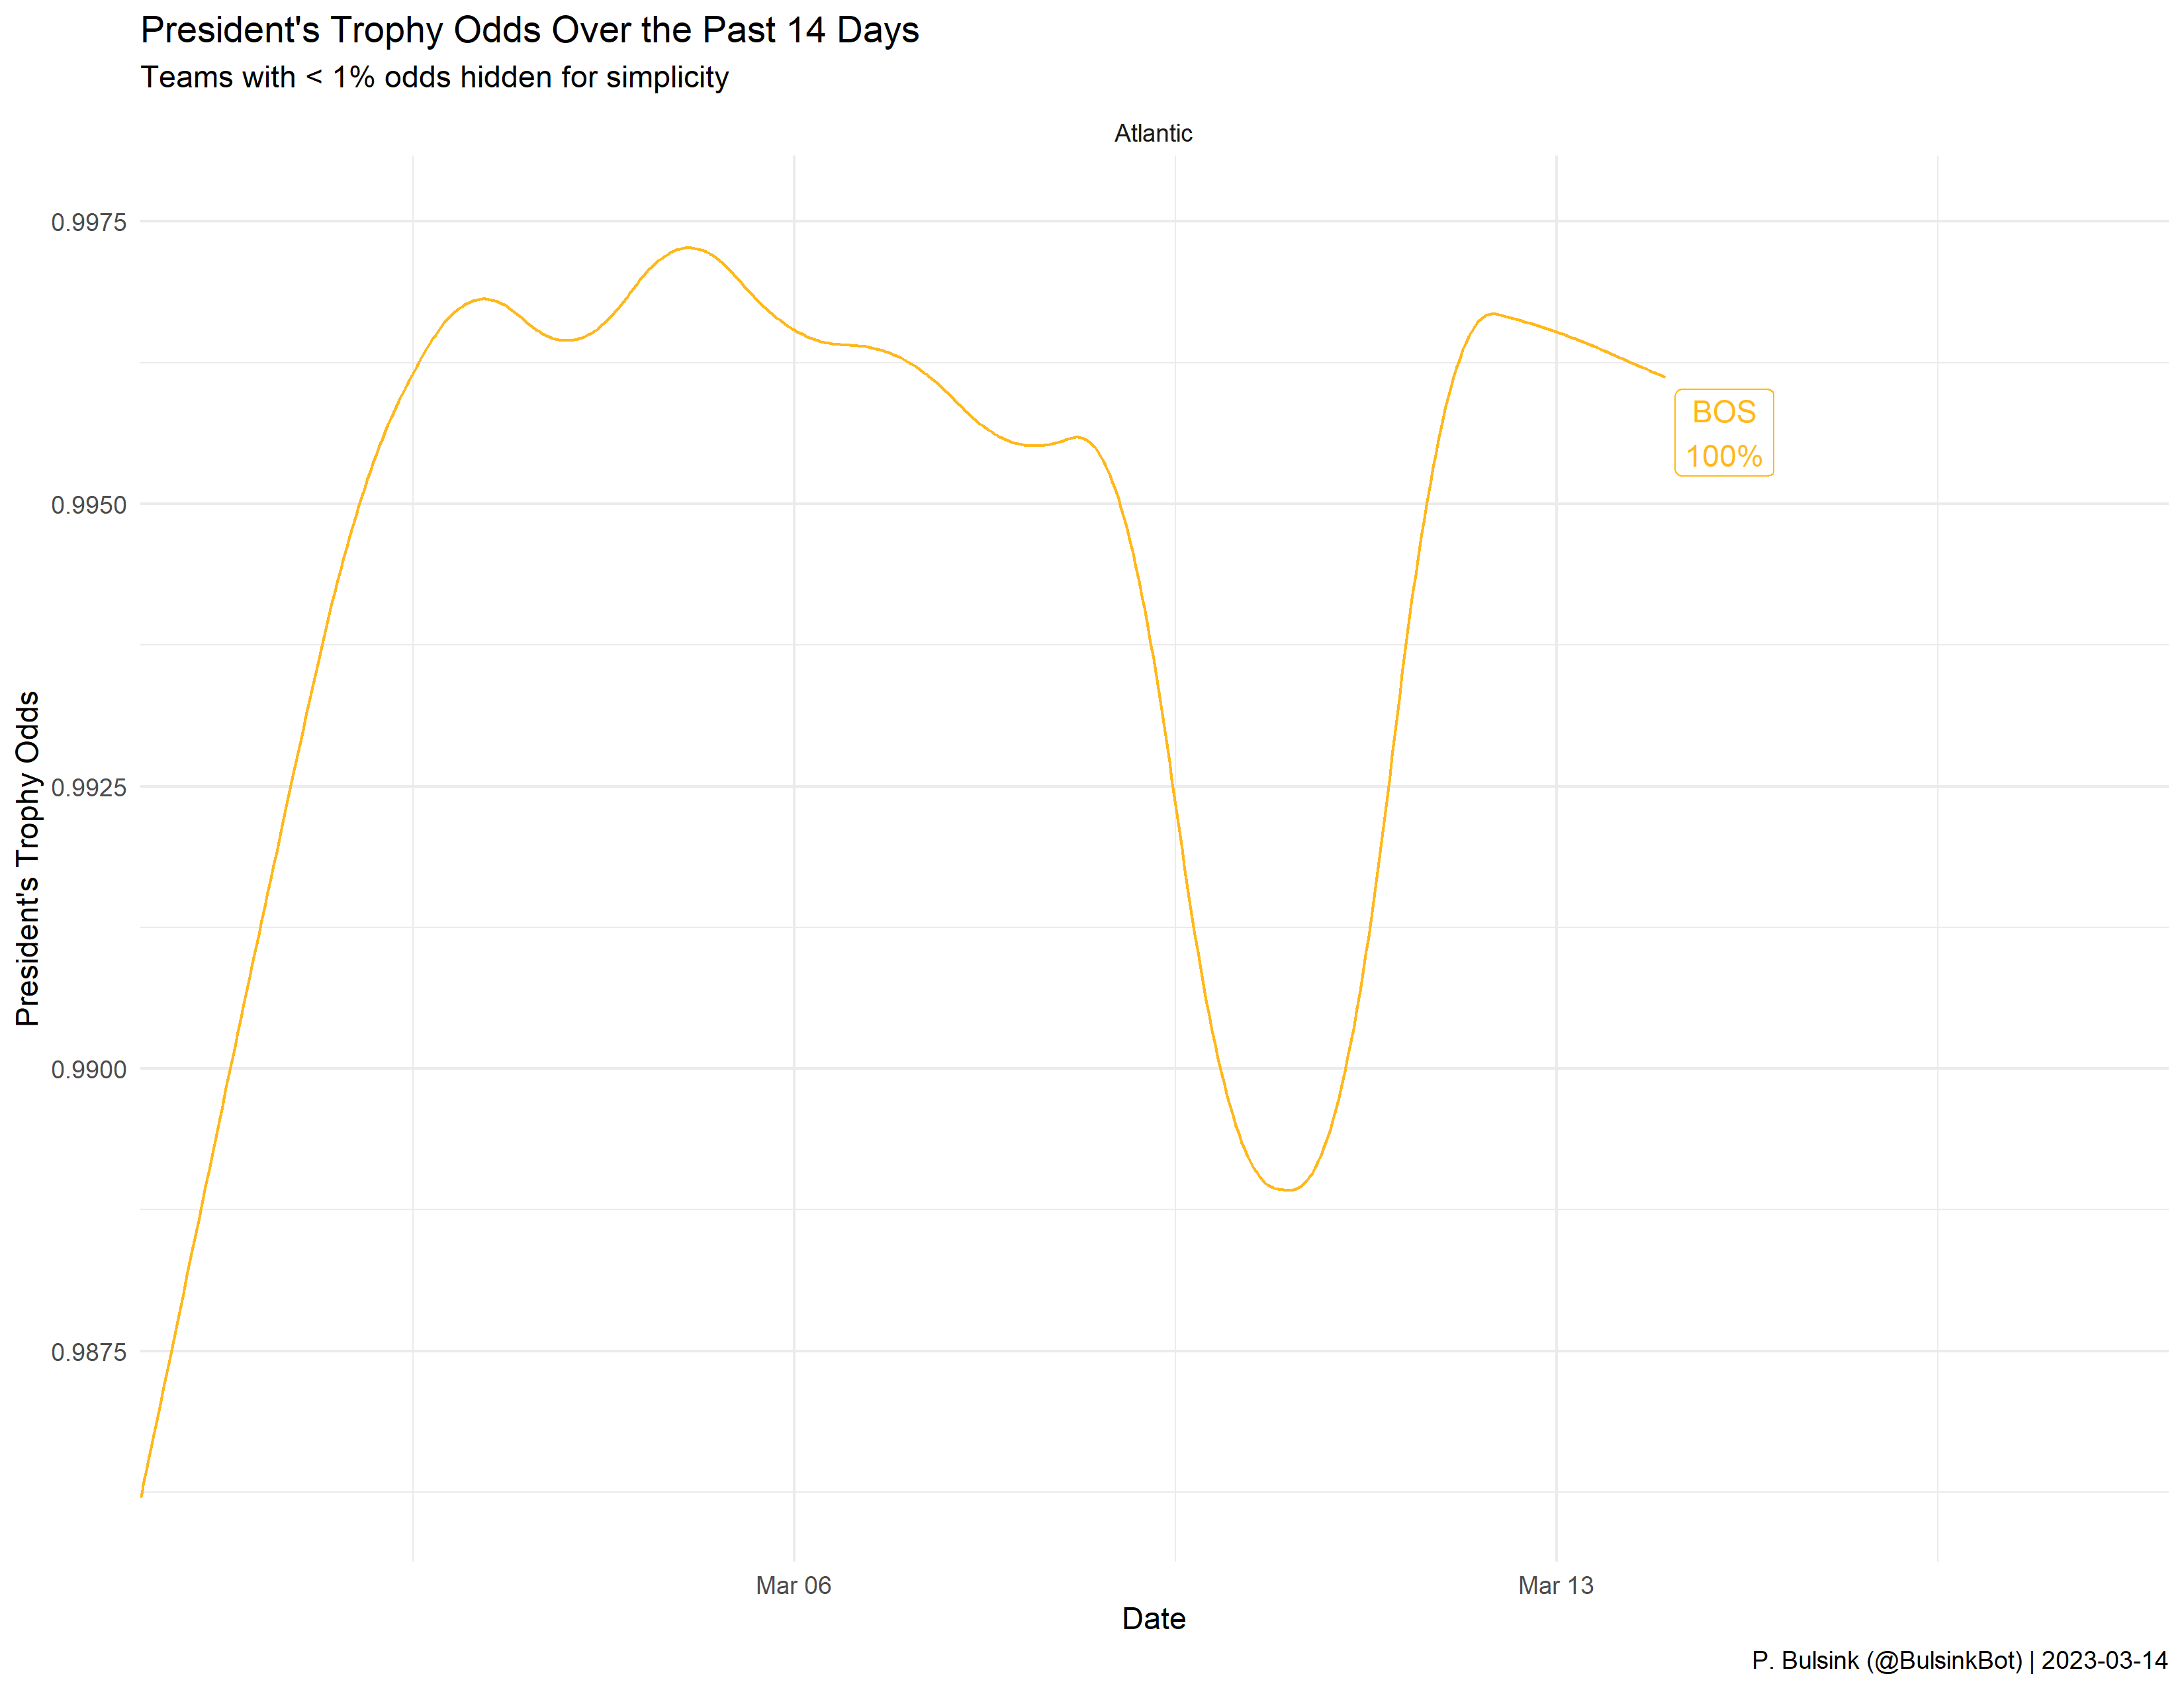 President's Trophy Odds Over the Past 14 Days
Teams with < 1% odds hidden for simplicity
Atlantic
0.9975
0.9950
0.9925
0.9900
0.9875
President's Trophy Odds
BOS
100%
Mar 06
Mar 13
Date
P. Bulsink (@BulsinkBot) | 2023-03-14